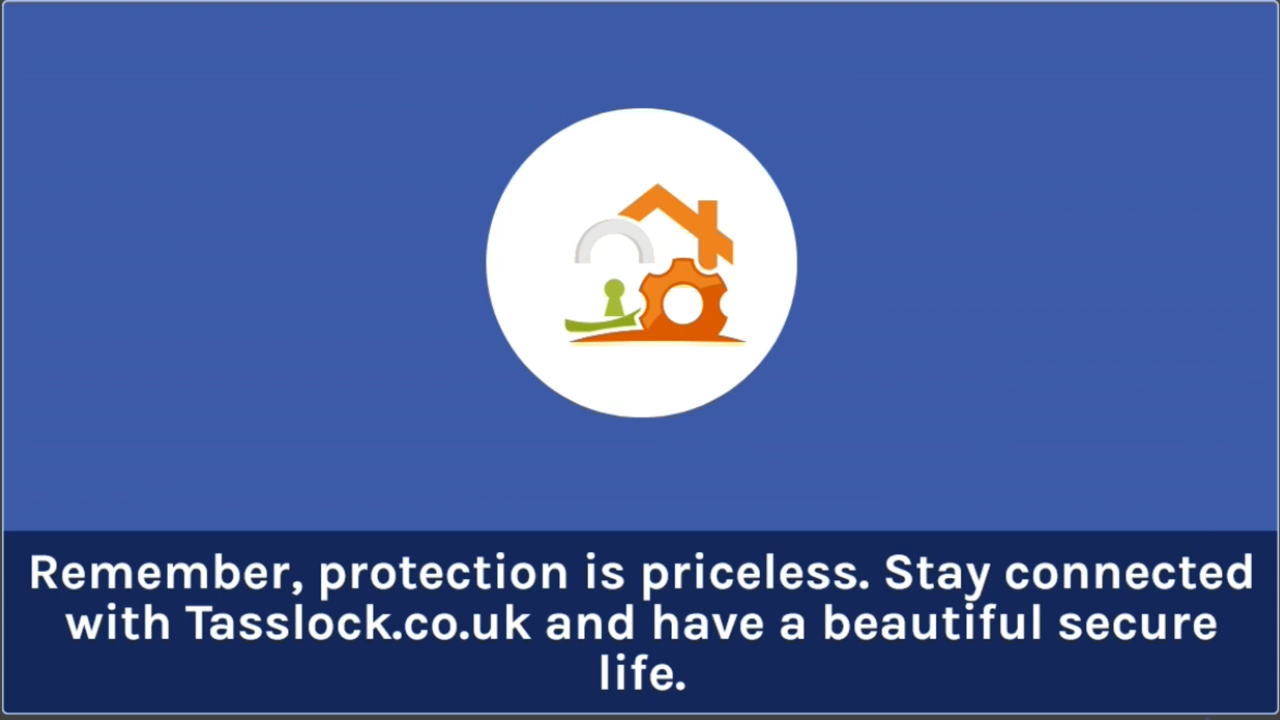 Remember, protection is priceless. Stay connected
with Tasslock.co.uk and have a beautiful secure
life.